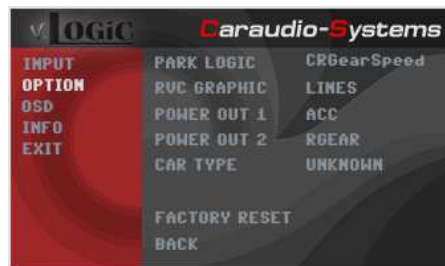 v.LOGiC Caraudio-Systems
INPUT
OPTION
OSD
INFO
EXIT
PARK LOGIC CRGearSpeed
RVC GRAPHIC LINES
POWER OUT 1 ACC
POWER OUT 2 RGEAR
CAR TYPE UNKNOWN
FACTORY RESET
BACK